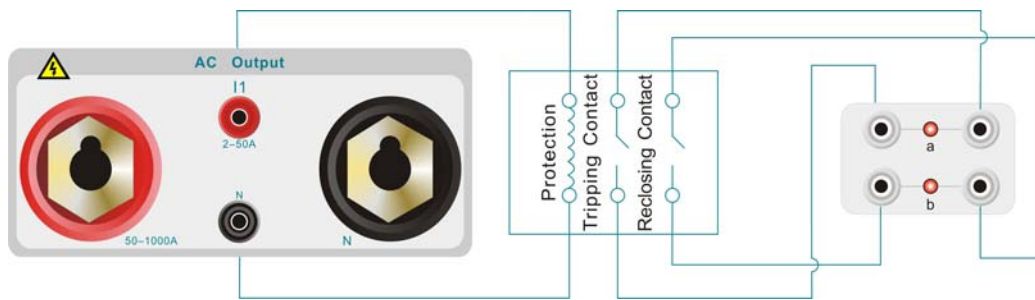 AC Output
I1
2–50A
N
50–1000A
N
Protection
Tripping Contact
Reclosing Contact
a
b